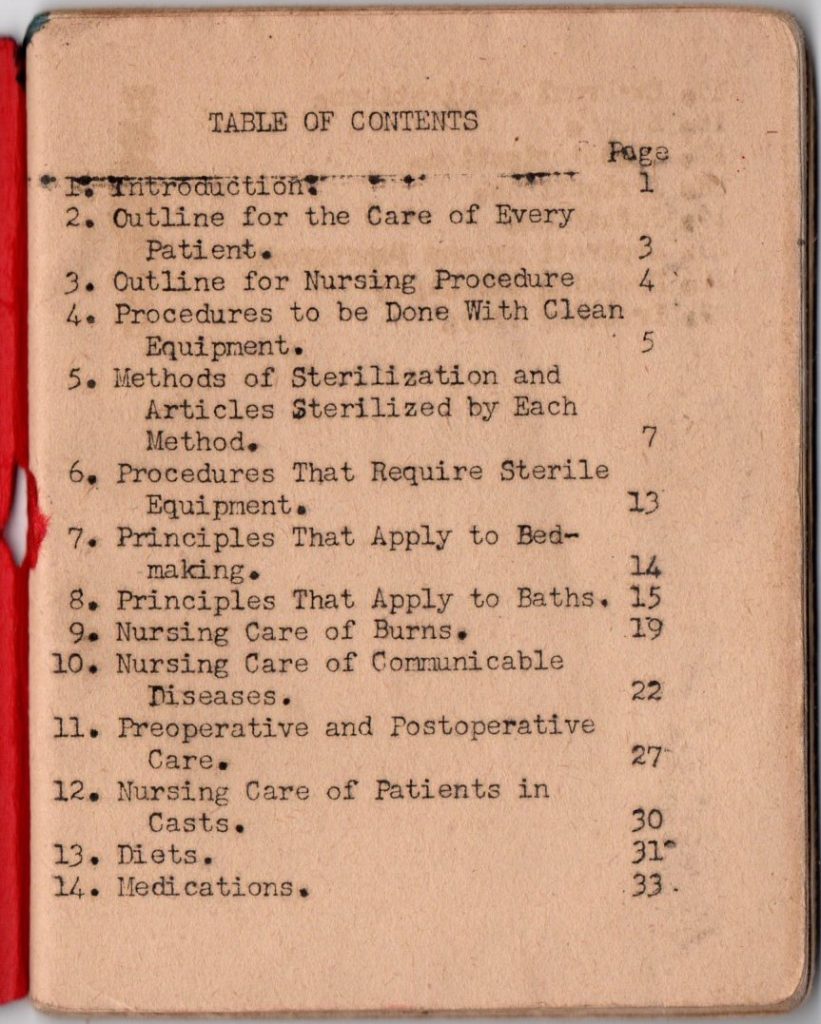 TABLE OF CONTENTS
Page
1. Introduction. 1
2. Outline for the Care of Every
Patient. 3
3. Outline for Nursing Procedure 4
4. Procedures to be Done With Clean
Equipment. 5
5. Methods of Sterilization and
Articles Sterilized by Each
Method. 7
6. Procedures That Require Sterile
Equipment. 13
7. Principles That Apply to Bed-
making. 14
8. Principles That Apply to Baths. 15
9. Nursing Care of Burns. 19
10. Nursing Care of Communicable
Diseases. 22
11. Preoperative and Postoperative
Care. 27
12. Nursing Care of Patients in
Casts. 30
13. Diets. 31
14. Medications. 33